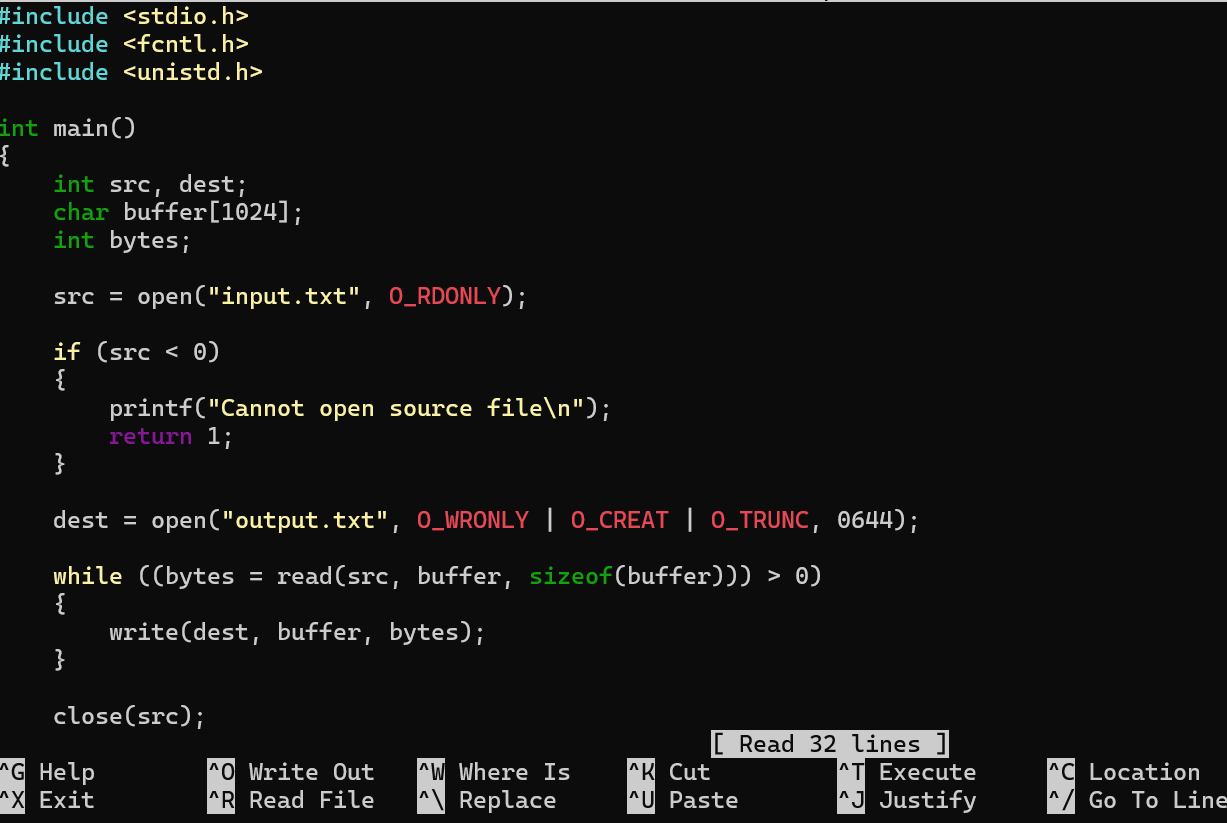 #include <stdio.h>
#include <fcntl.h>
#include <unistd.h>

int main()
{
    int src, dest;
    char buffer[1024];
    int bytes;

    src = open("input.txt", O_RDONLY);

    if (src < 0)
    {
        printf("Cannot open source file\n");
        return 1;
    }

    dest = open("output.txt", O_WRONLY | O_CREAT | O_TRUNC, 0644);

    while ((bytes = read(src, buffer, sizeof(buffer))) > 0)
    {
        write(dest, buffer, bytes);
    }

    close(src);
[ Read 32 lines ]
^G Help ^O Write Out ^W Where Is ^K Cut ^T Execute ^C Location
^X Exit ^R Read File ^\ Replace ^U Paste ^J Justify ^/ Go To Line